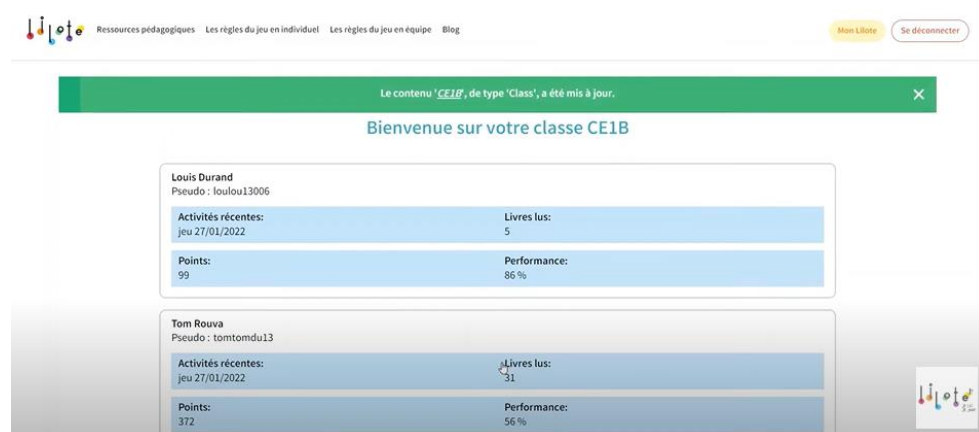 lilote Ressources pédagogiques Les règles du jeu en individuel Les règles du jeu en équipe Blog Mon Lilote Se déconnecter
Le contenu 'CE1B', de type 'Class', a été mis à jour.
Bienvenue sur votre classe CE1B
Louis Durand
Pseudo : loulou13006
Activités récentes: Livres lus:
jeu 27/01/2022 5
Points: Performance:
99 86 %
Tom Rouva
Pseudo : tomtomdu13
Activités récentes: Livres lus:
jeu 27/01/2022 31
Points: Performance:
372 56 %
lilote